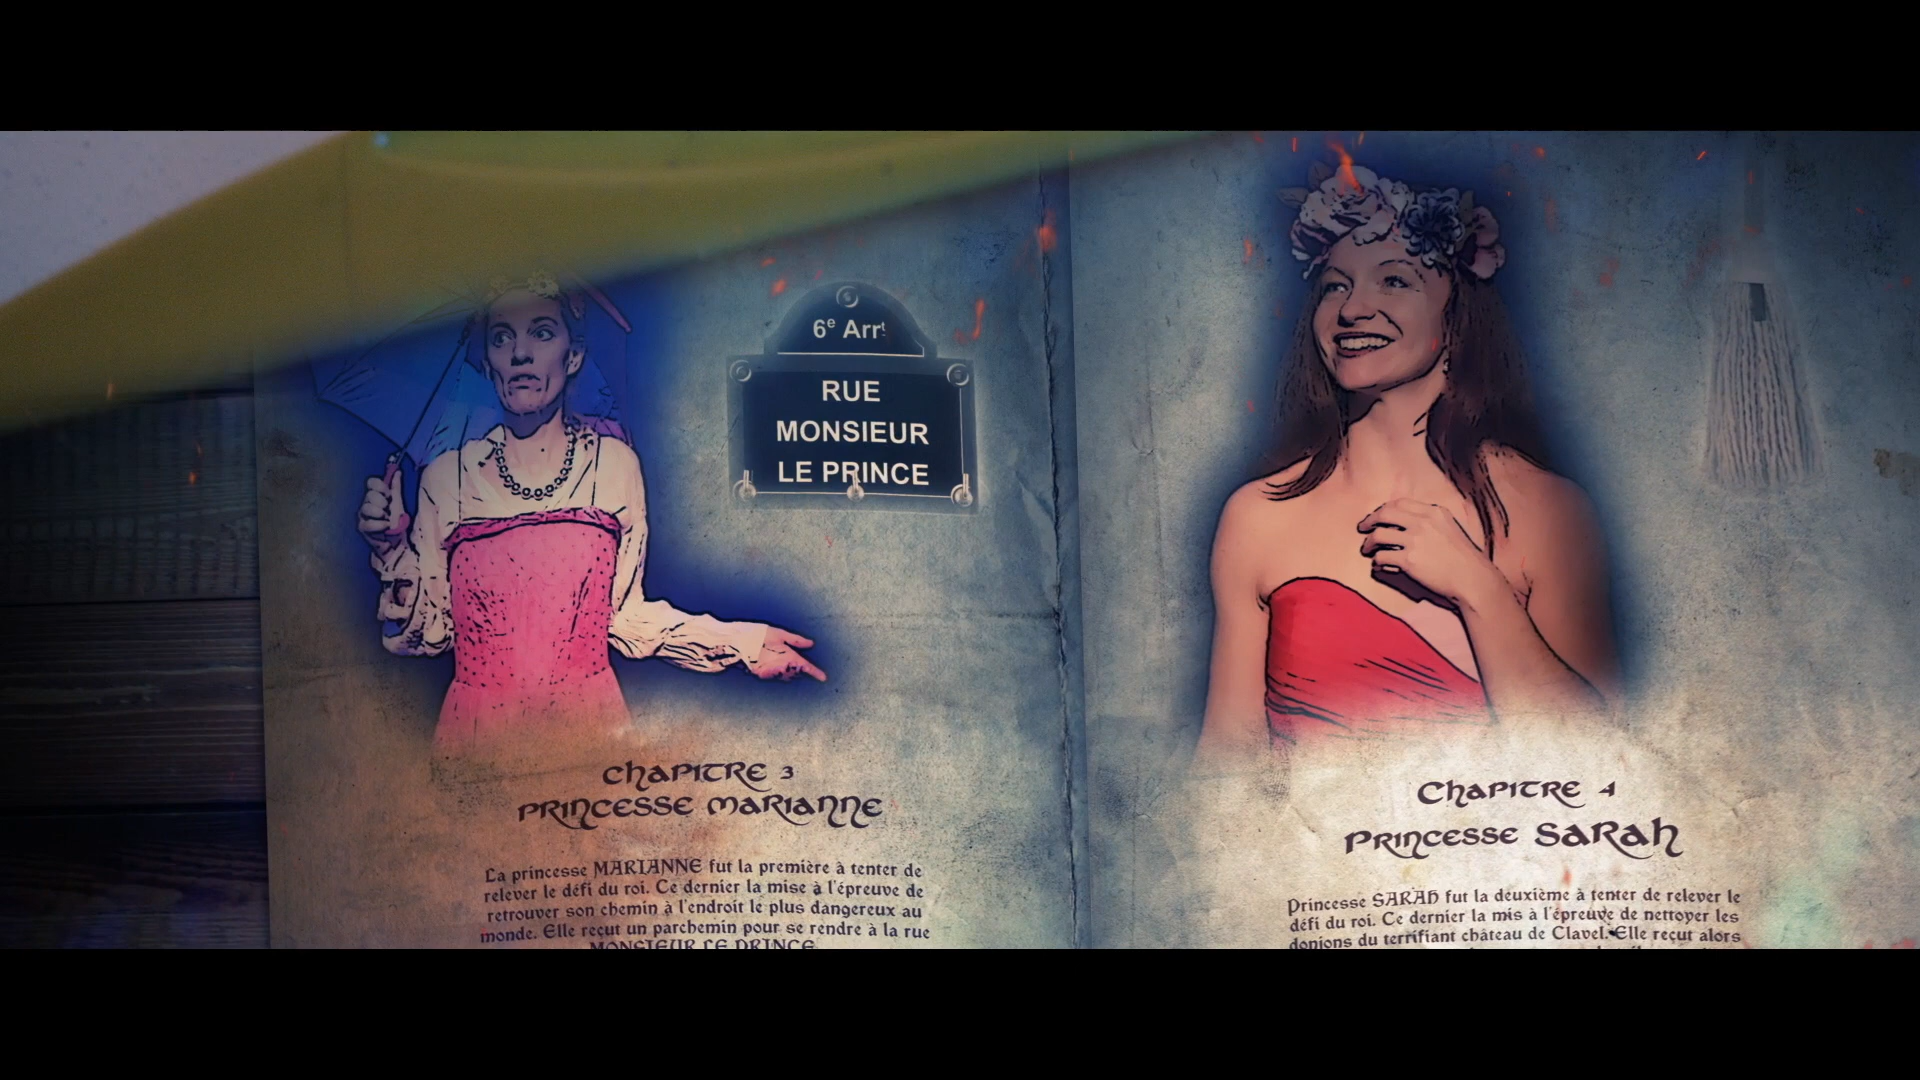 6e Arrt
RUE
MONSIEUR
LE PRINCE
Chapitre 3
Princesse Marianne
La princesse MARIANNE fut la première à tenter de
relever le défi du roi. Ce dernier la mise à l'épreuve de
retrouver son chemin à l'endroit le plus dangereux au
monde. Elle reçut un parchemin pour se rendre à la rue
MONSIEUR LE PRINCE
Chapitre 4
Princesse Sarah
Princesse SARAH fut la deuxième à tenter de relever le
défi du roi. Ce dernier la mis à l'épreuve de nettoyer les
donjons du terrifiant château de Clavel. Elle reçut alors